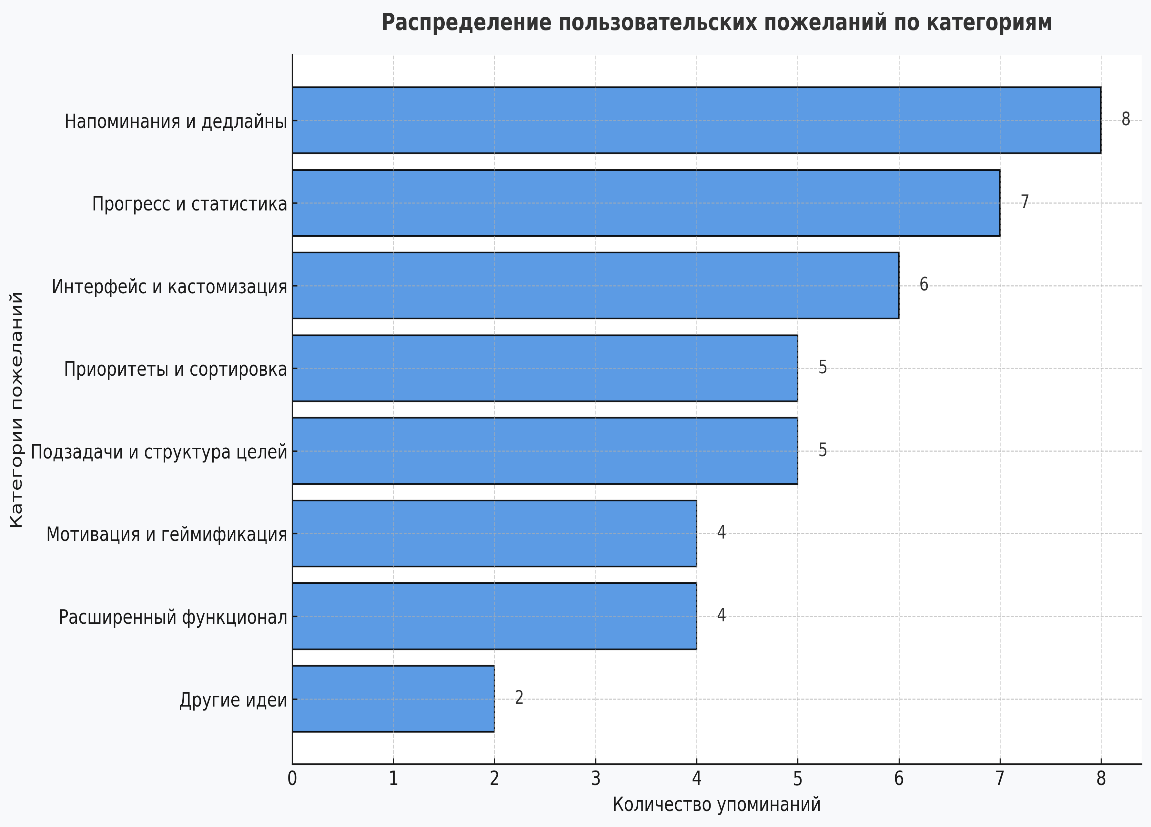 Распределение пользовательских пожеланий по категориям
Категории пожеланий
Напоминания и дедлайны 8
Прогресс и статистика 7
Интерфейс и кастомизация 6
Приоритеты и сортировка 5
Подзадачи и структура целей 5
Мотивация и геймификация 4
Расширенный функционал 4
Другие идеи 2
0 1 2 3 4 5 6 7 8
Количество упоминаний